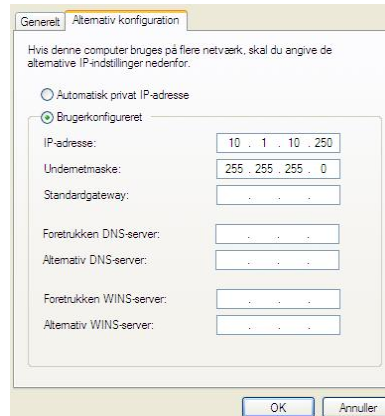 Generelt Alternativ konfiguration
Hvis denne computer bruges på flere netværk, skal du angive de
alternative IP-indstillinger nedenfor.
Automatisk privat IP-adresse
Brugerkonfigureret
IP-adresse: 10 . 1 . 10 . 250
Undernetmaske: 255 . 255 . 255 . 0
Standardgateway: . . .
Foretrukken DNS-server: . . .
Alternativ DNS-server: . . .
Foretrukken WINS-server: . . .
Alternativ WINS-server: . . .
OK Annuller